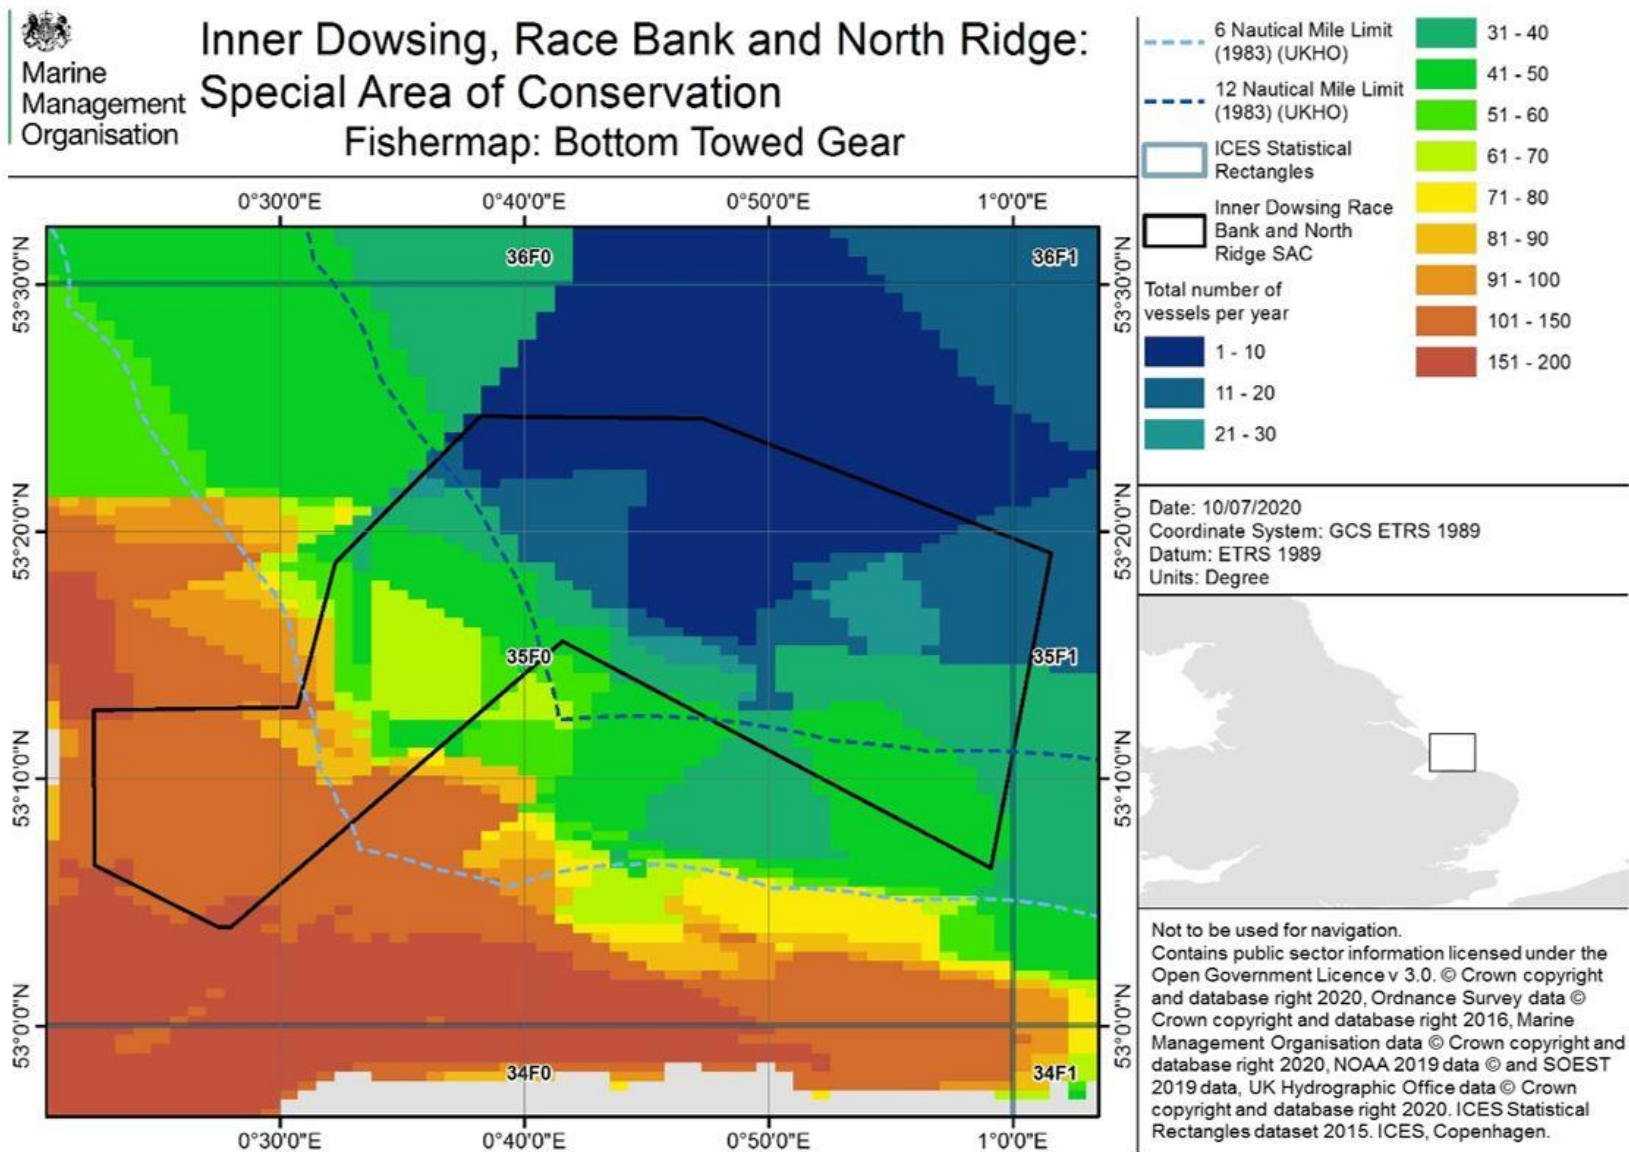 Marine
Management
Organisation
Inner Dowsing, Race Bank and North Ridge:
Special Area of Conservation
Fishermap: Bottom Towed Gear
0°30'0"E
0°40'0"E
0°50'0"E
1°0'0"E
53°30'0"N
53°20'0"N
53°10'0"N
53°0'0"N
36F0
36F1
35F0
35F1
34F0
34F1
53°30'0"N
53°20'0"N
53°10'0"N
53°0'0"N
0°30'0"E
0°40'0"E
0°50'0"E
1°0'0"E
6 Nautical Mile Limit
(1983) (UKHO)
12 Nautical Mile Limit
(1983) (UKHO)
ICES Statistical
Rectangles
Inner Dowsing Race
Bank and North
Ridge SAC
Total number of
vessels per year
1 - 10
11 - 20
21 - 30
31 - 40
41 - 50
51 - 60
61 - 70
71 - 80
81 - 90
91 - 100
101 - 150
151 - 200
Date: 10/07/2020
Coordinate System: GCS ETRS 1989
Datum: ETRS 1989
Units: Degree
Not to be used for navigation.
Contains public sector information licensed under the
Open Government Licence v 3.0. © Crown copyright
and database right 2020, Ordnance Survey data ©
Crown copyright and database right 2016, Marine
Management Organisation data © Crown copyright and
database right 2020, NOAA 2019 data © and SOEST
2019 data, UK Hydrographic Office data © Crown
copyright and database right 2020. ICES Statistical
Rectangles dataset 2015. ICES, Copenhagen.